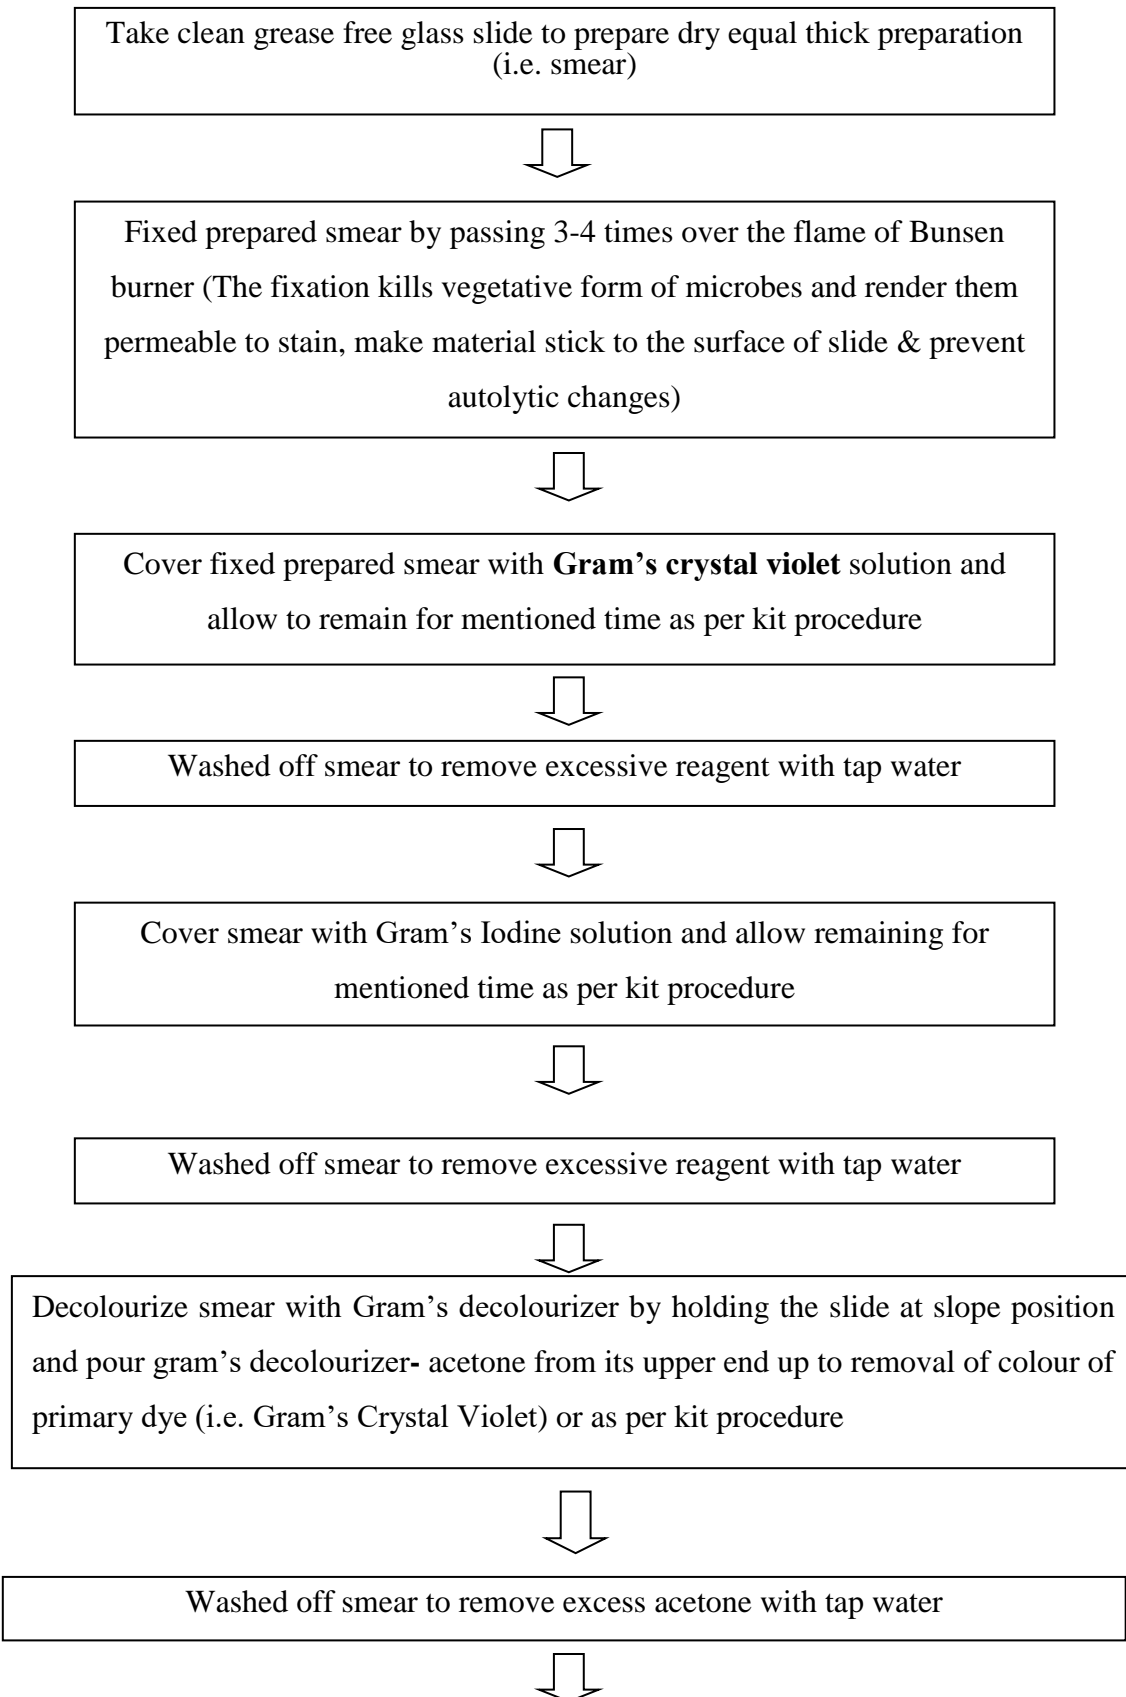 Take clean grease free glass slide to prepare dry equal thick preparation
(i.e. smear)
Fixed prepared smear by passing 3-4 times over the flame of Bunsen
burner (The fixation kills vegetative form of microbes and render them
permeable to stain, make material stick to the surface of slide & prevent
autolytic changes)
Cover fixed prepared smear with Gram’s crystal violet solution and
allow to remain for mentioned time as per kit procedure
Washed off smear to remove excessive reagent with tap water
Cover smear with Gram’s Iodine solution and allow remaining for
mentioned time as per kit procedure
Washed off smear to remove excessive reagent with tap water
Decolourize smear with Gram’s decolourizer by holding the slide at slope position
and pour gram’s decolourizer- acetone from its upper end up to removal of colour of
primary dye (i.e. Gram’s Crystal Violet) or as per kit procedure
Washed off smear to remove excess acetone with tap water